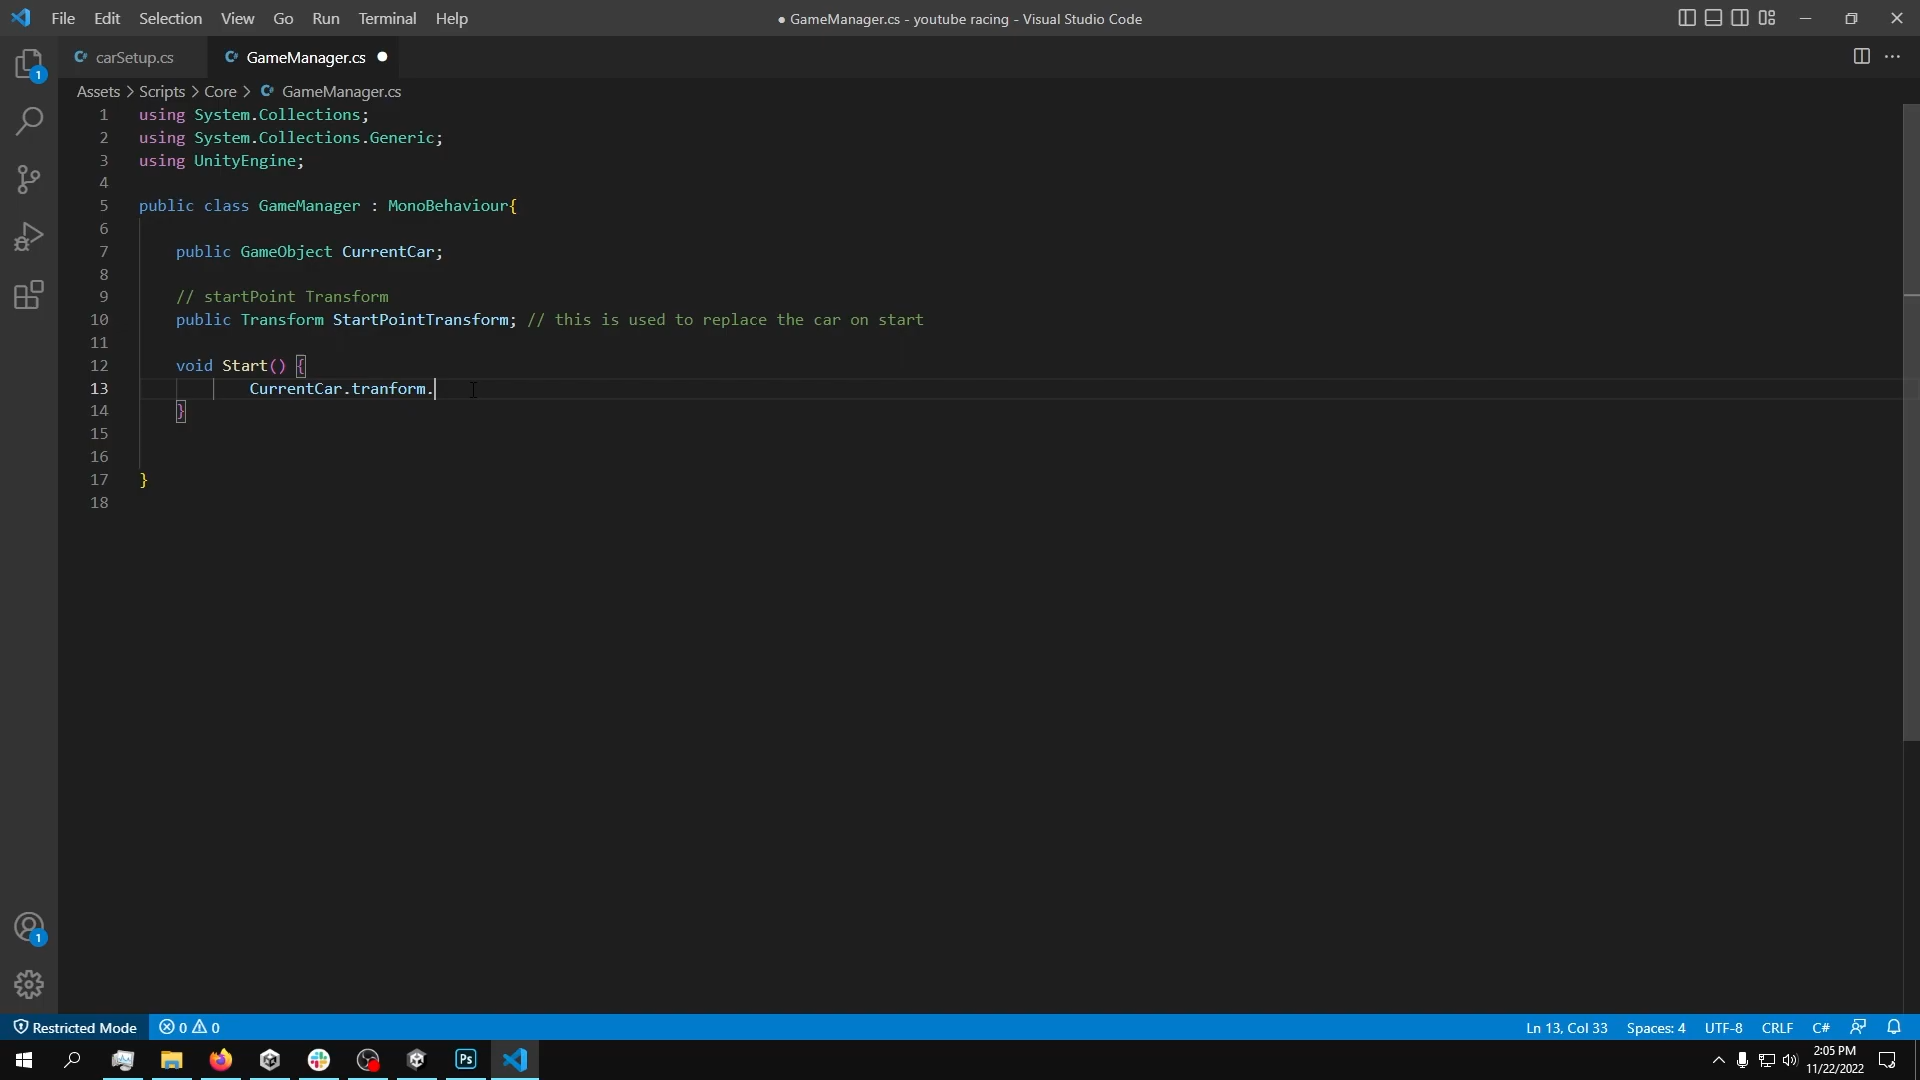 File Edit Selection View Go Run Terminal Help
● GameManager.cs - youtube racing - Visual Studio Code
carSetup.cs
GameManager.cs ●
Assets > Scripts > Core > GameManager.cs
1 using System.Collections;
2 using System.Collections.Generic;
3 using UnityEngine;
4
5 public class GameManager : MonoBehaviour{
6
7 public GameObject CurrentCar;
8
9 // startPoint Transform
10 public Transform StartPointTransform; // this is used to replace the car on start
11
12 void Start() {
13 CurrentCar.tranform.
14 }
15
16
17 }
18
1
1
Restricted Mode 0 0
Ln 13, Col 33 Spaces: 4 UTF-8 CRLF C#
Ps
2:05 PM
11/22/2022